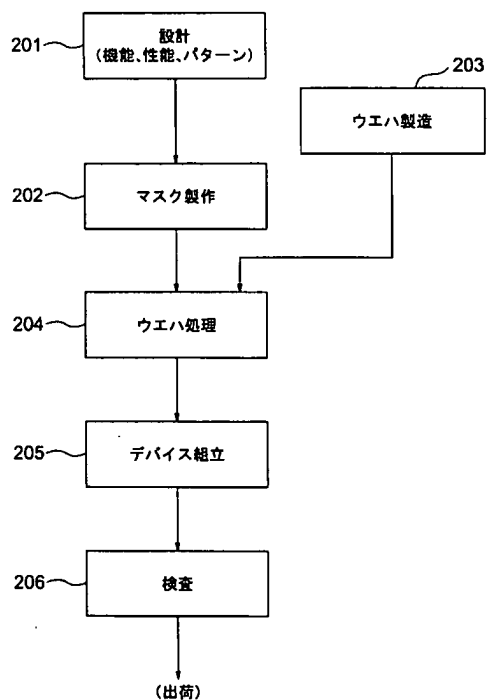 201
設計
(機能、性能、パターン)
203
ウエハ製造
202
マスク製作
204
ウエハ処理
205
デバイス組立
206
検査
(出荷)